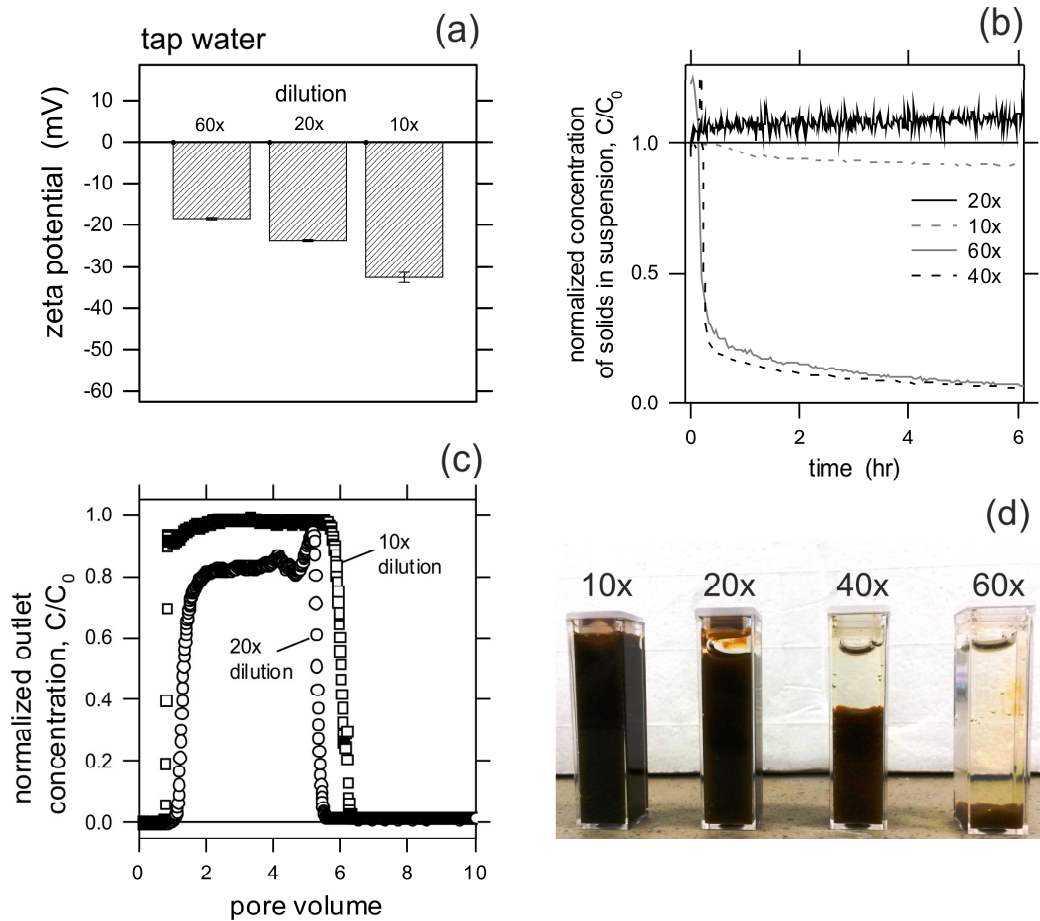 tap water
(a)
dilution
60x 20x 10x
10
0
-10
-20
-30
-40
-50
-60
zeta potential (mV)
(b)
1.0
0.5
0.0
normalized concentration
of solids in suspension, C/C0
20x
10x
60x
40x
0 2 4 6
time (hr)
(c)
1.0
0.8
0.6
0.4
0.2
0.0
normalized outlet
concentration, C/C0
10x
dilution
20x
dilution
0 2 4 6 8 10
pore volume
(d)
10x 20x 40x 60x